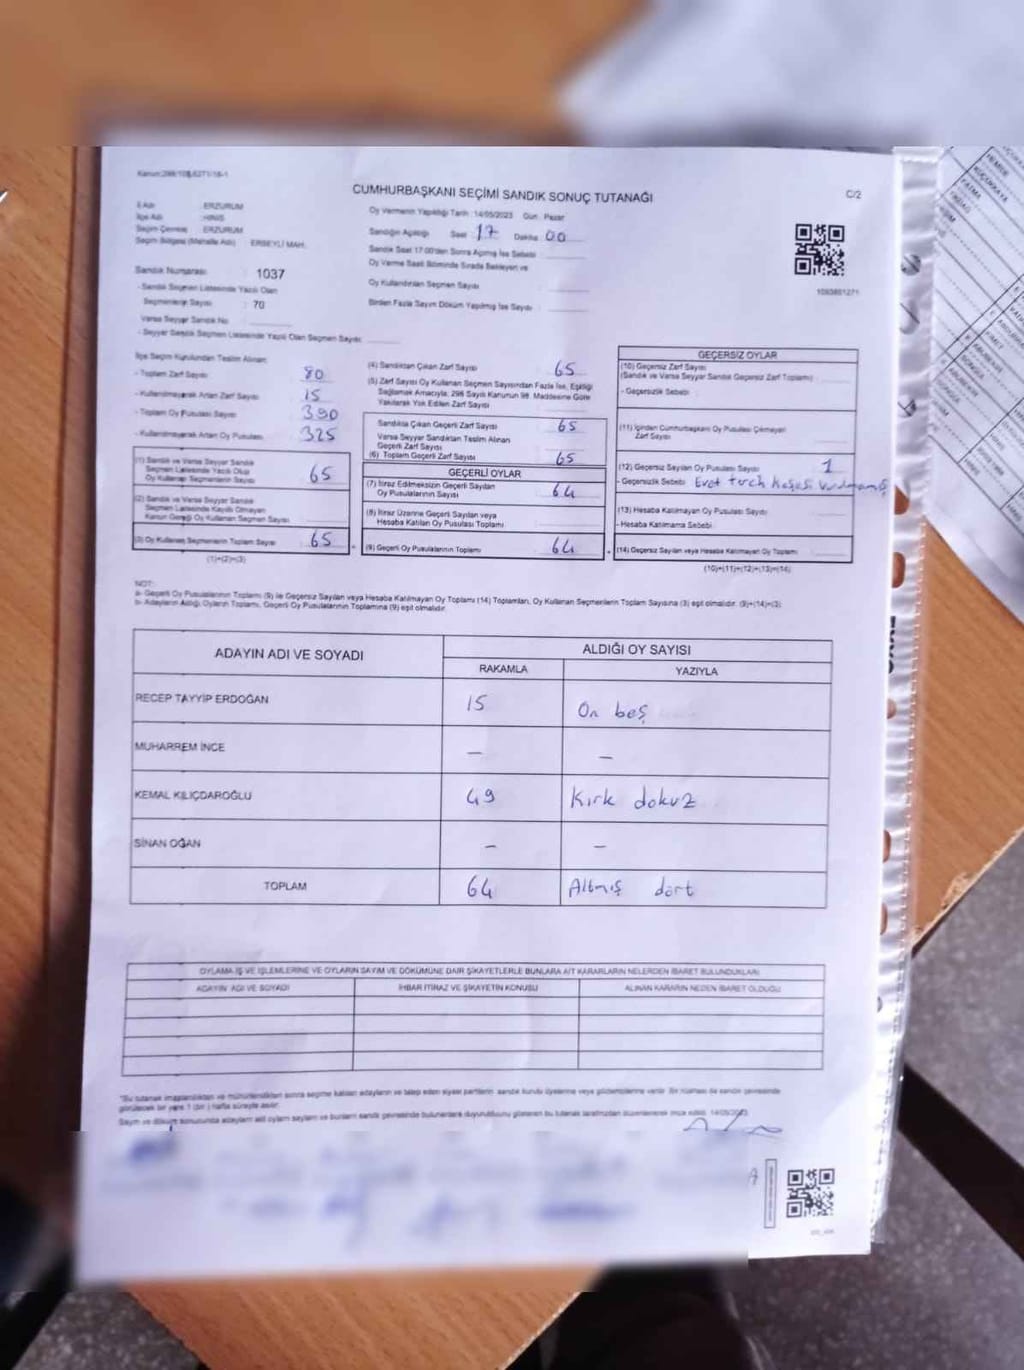 Kanun:298/105,6271/16-1
CUMHURBAŞKANI SEÇİMİ SANDIK SONUÇ TUTANAĞI
C/2
İl Adı : ERZURUM
İlçe Adı : HINIS
Seçim Çevresi : ERZURUM
Seçim Bölgesi (Mahalle Adı) : ERBEYLİ MAH.
Sandık Numarası : 1037
- Sandık Seçmen Listesinde Yazılı Olan
Seçmenlerin Sayısı : 70
Varsa Seyyar Sandık No :
- Seyyar Sandık Seçmen Listesinde Yazılı Olan Seçmen Sayısı :
Oy Vermenin Yapıldığı Tarih : 14/05/2023 Gün : Pazar
Sandığın Açıldığı Saat 17 Dakika 00
Sandık Saat 17:00'den Sonra Açılmış İse Sebebi
Oy Verme Saati Bitiminde Sırada Bekleyen ve
Oy Kullandırılan Seçmen Sayısı :
Birden Fazla Sayım Döküm Yapılmış İse Sayısı :
1093801271
İlçe Seçim Kurulundan Teslim Alınan:
- Toplam Zarf Sayısı : 80
- Kullanılmayarak Artan Zarf Sayısı : 15
- Toplam Oy Pusulası Sayısı : 390
- Kullanılmayarak Artan Oy Pusulası : 325
(1) Sandık ve Varsa Seyyar Sandık
Seçmen Listesinde Yazılı Olup
Oy Kullanan Seçmenlerin Sayısı : 65
(2) Sandık ve Varsa Seyyar Sandık
Seçmen Listesinde Kayıtlı Olmayan
Kanun Gereği Oy Kullanan Seçmen Sayısı :
(3) Oy Kullanan Seçmenlerin Toplam Sayısı : 65
(1)+(2)=(3)
(4) Sandıktan Çıkan Zarf Sayısı : 65
(5) Zarf Sayısı Oy Kullanan Seçmen Sayısından Fazla İse, Eşitliği
Sağlamak Amacıyla; 298 Sayılı Kanunun 98. Maddesine Göre
Yakılarak Yok Edilen Zarf Sayısı :
Sandıkta Çıkan Geçerli Zarf Sayısı : 65
Varsa Seyyar Sandıktan Teslim Alınan
Geçerli Zarf Sayısı :
(6) Toplam Geçerli Zarf Sayısı : 65
GEÇERLİ OYLAR
(7) İtiraz Edilmeksizin Geçerli Sayılan
Oy Pusulalarının Sayısı : 64
(8) İtiraz Üzerine Geçerli Sayılan veya
Hesaba Katılan Oy Pusulası Toplamı :
(9) Geçerli Oy Pusulalarının Toplamı : 64
GEÇERSİZ OYLAR
(10) Geçersiz Zarf Sayısı
(Sandık ve Varsa Seyyar Sandık Geçersiz Zarf Toplamı) :
- Geçersizlik Sebebi :
(11) İçinden Cumhurbaşkanı Oy Pusulası Çıkmayan
Zarf Sayısı :
(12) Geçersiz Sayılan Oy Pusulası Sayısı : 1
- Geçersizlik Sebebi : Evet tırch kaşesi vurulmamış
(13) Hesaba Katılmayan Oy Pusulası Sayısı :
- Hesaba Katılmama Sebebi :
(14) Geçersiz Sayılan veya Hesaba Katılmayan Oy Toplamı :
(10)+(11)+(12)+(13)=(14)
NOT:
a- Geçerli Oy Pusulalarının Toplamı (9) ile Geçersiz Sayılan veya Hesaba Katılmayan Oy Toplamı (14) Toplamları, Oy Kullanan Seçmenlerin Toplam Sayısına (3) eşit olmalıdır. (9)+(14)=(3)
b- Adayların Aldığı Oyların Toplamı, Geçerli Oy Pusulalarının Toplamına (9) eşit olmalıdır.
ADAYIN ADI VE SOYADI
ALDIĞI OY SAYISI
RAKAMLA YAZIYLA
RECEP TAYYİP ERDOĞAN 15 On beş
MUHARREM İNCE — —
KEMAL KILIÇDAROĞLU 49 Kırk dokuz
SİNAN OĞAN — —
TOPLAM 64 Altmış dört
OYLAMA İŞ VE İŞLEMLERİNE VE OYLARIN SAYIM VE DÖKÜMÜNE DAİR ŞİKAYETLERLE BUNLARA AİT KARARLARIN NELERDEN İBARET BULUNDUKLARI
ADAYIN ADI VE SOYADI İHBAR İTİRAZ VE ŞİKAYETİN KONUSU ALINAN KARARIN NEDEN İBARET OLDUĞU